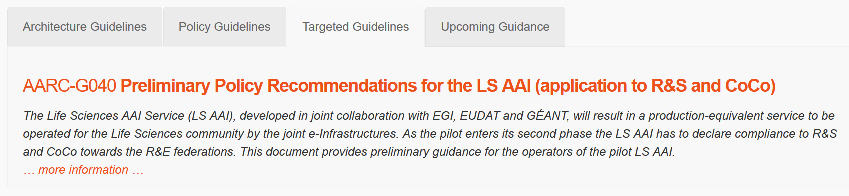 Architecture Guidelines Policy Guidelines Targeted Guidelines Upcoming Guidance
AARC-G040 Preliminary Policy Recommendations for the LS AAI (application to R&S and CoCo)
The Life Sciences AAI Service (LS AAI), developed in joint collaboration with EGI, EUDAT and GÉANT, will result in a production-equivalent service to be
operated for the Life Sciences community by the joint e-Infrastructures. As the pilot enters its second phase the LS AAI has to declare compliance to R&S
and CoCo towards the R&E federations. This document provides preliminary guidance for the operators of the pilot LS AAI.
… more information …